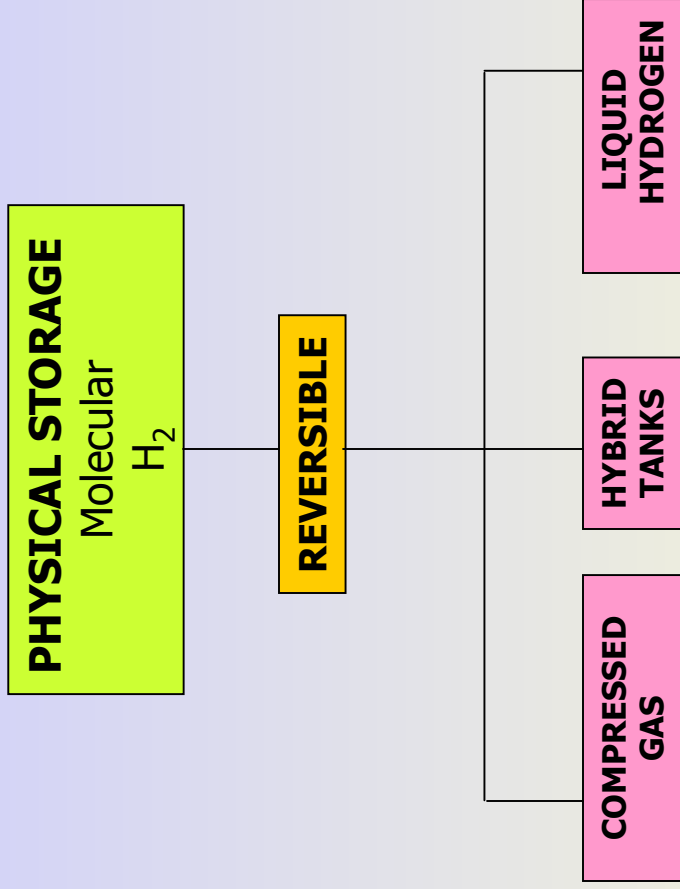 PHYSICAL STORAGE
Molecular
H₂
REVERSIBLE
COMPRESSED
GAS
HYBRID
TANKS
LIQUID
HYDROGEN